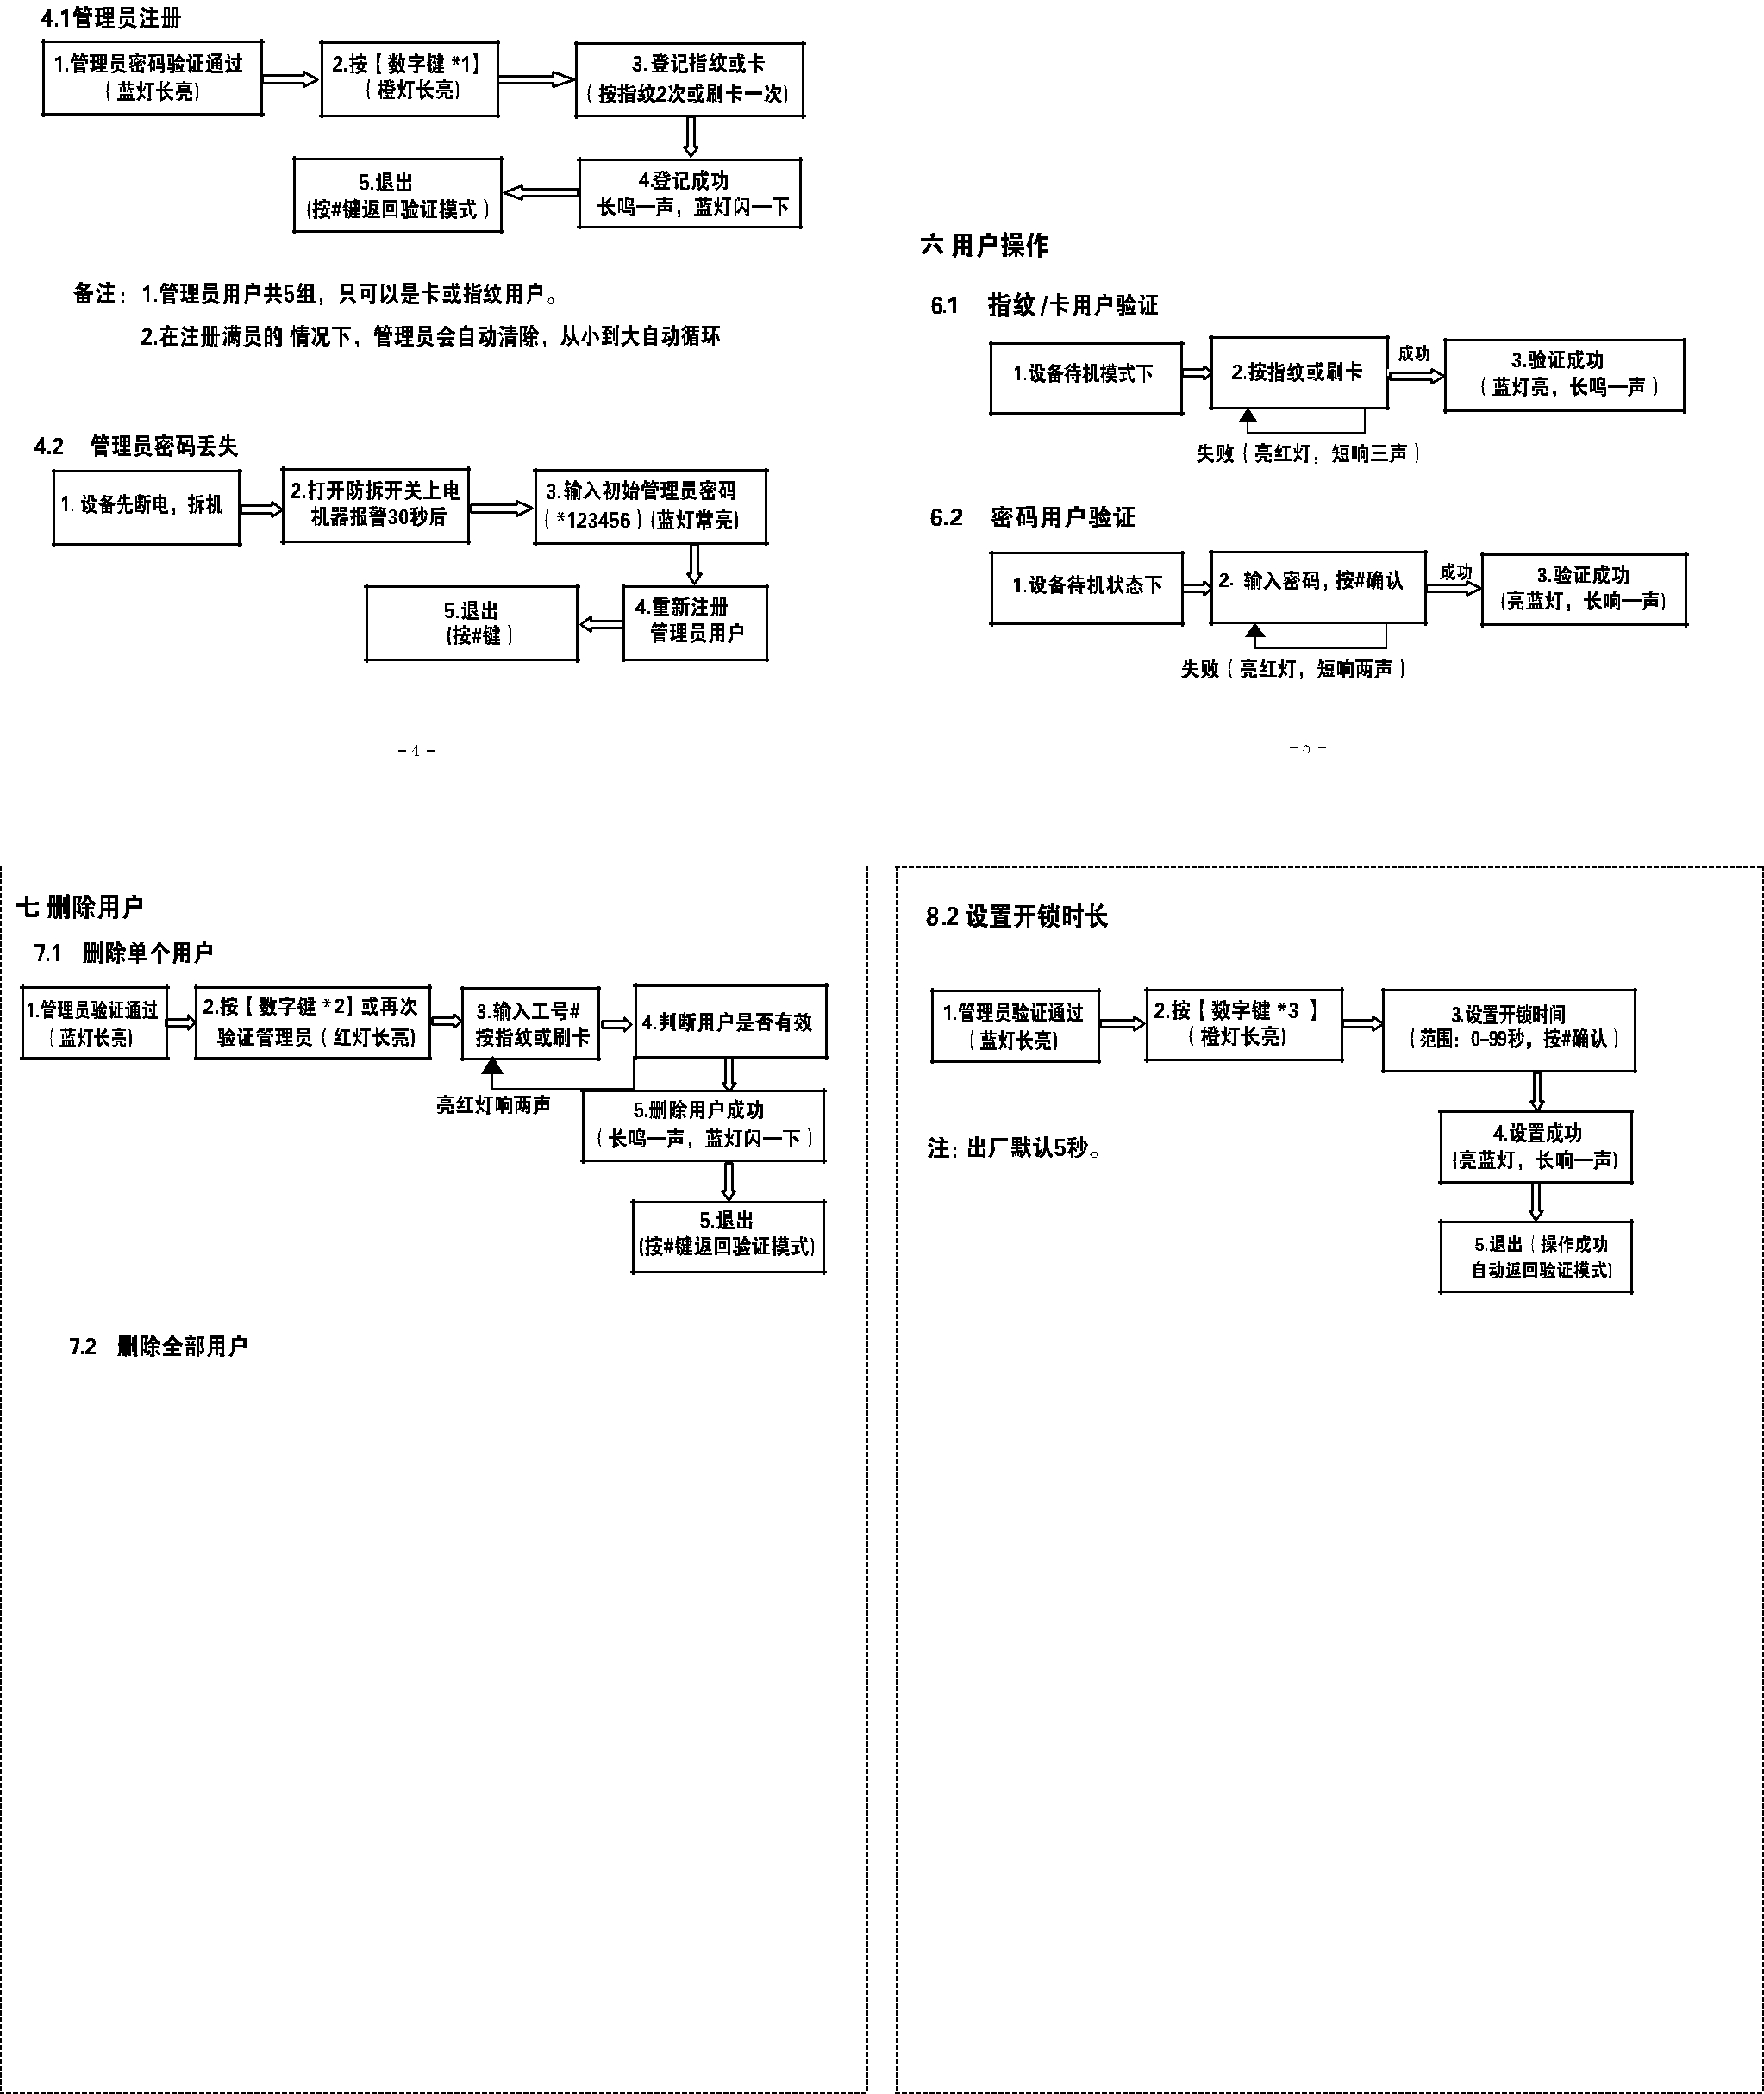 4.1管理员注册
1.管理员密码验证通过
(蓝灯长亮)
2.按【数字键 *1】
(橙灯长亮)
3.登记指纹或卡
(按指纹2次或刷卡一次)
4.登记成功
长鸣一声，蓝灯闪一下
5.退出
(按#键返回验证模式)
备注：1.管理员用户共5组，只可以是卡或指纹用户。
2.在注册满员的 情况下，管理员会自动清除，从小到大自动循环
4.2 管理员密码丢失
1. 设备先断电，拆机
2.打开防拆开关上电
机器报警30秒后
3.输入初始管理员密码
(*123456)(蓝灯常亮)
4.重新注册
管理员用户
5.退出
(按#键)
-4-
六 用户操作
6.1 指纹/卡用户验证
1.设备待机模式下
2.按指纹或刷卡
成功
3.验证成功
(蓝灯亮，长鸣一声)
失败(亮红灯，短响三声)
6.2 密码用户验证
1.设备待机状态下
2. 输入密码，按#确认
成功
3.验证成功
(亮蓝灯，长响一声)
失败(亮红灯，短响两声)
-5-
七 删除用户
7.1 删除单个用户
1.管理员验证通过
(蓝灯长亮)
2.按【数字键 *2】或再次
验证管理员(红灯长亮)
3.输入工号#
按指纹或刷卡
4.判断用户是否有效
亮红灯响两声
5.删除用户成功
(长鸣一声，蓝灯闪一下)
5.退出
(按#键返回验证模式)
7.2 删除全部用户
8.2 设置开锁时长
1.管理员验证通过
(蓝灯长亮)
2.按【数字键 *3 】
(橙灯长亮)
3.设置开锁时间
(范围：0-99秒，按#确认)
4.设置成功
(亮蓝灯，长响一声)
5.退出(操作成功
自动返回验证模式)
注：出厂默认5秒。